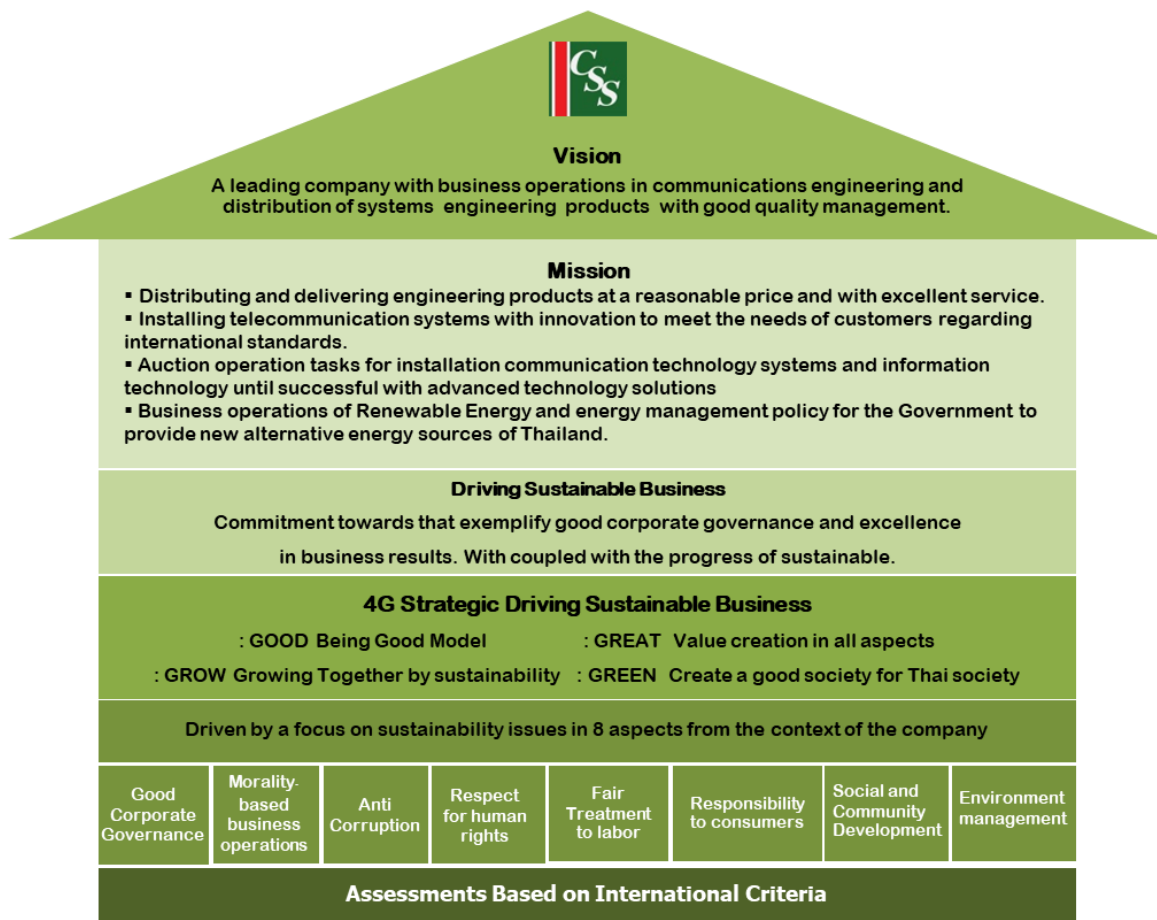 CSS
Vision
A leading company with business operations in communications engineering and
distribution of systems engineering products with good quality management.
Mission
▪ Distributing and delivering engineering products at a reasonable price and with excellent service.
▪ Installing telecommunication systems with innovation to meet the needs of customers regarding
international standards.
▪ Auction operation tasks for installation communication technology systems and information
technology until successful with advanced technology solutions
▪ Business operations of Renewable Energy and energy management policy for the Government to
provide new alternative energy sources of Thailand.
Driving Sustainable Business
Commitment towards that exemplify good corporate governance and excellence
in business results. With coupled with the progress of sustainable.
4G Strategic Driving Sustainable Business
: GOOD Being Good Model : GREAT Value creation in all aspects
: GROW Growing Together by sustainability : GREEN Create a good society for Thai society
Driven by a focus on sustainability issues in 8 aspects from the context of the company
Good
Corporate
Governance
Morality-
based
business
operations
Anti
Corruption
Respect
for human
rights
Fair
Treatment
to labor
Responsibility
to consumers
Social and
Community
Development
Environment
management
Assessments Based on International Criteria